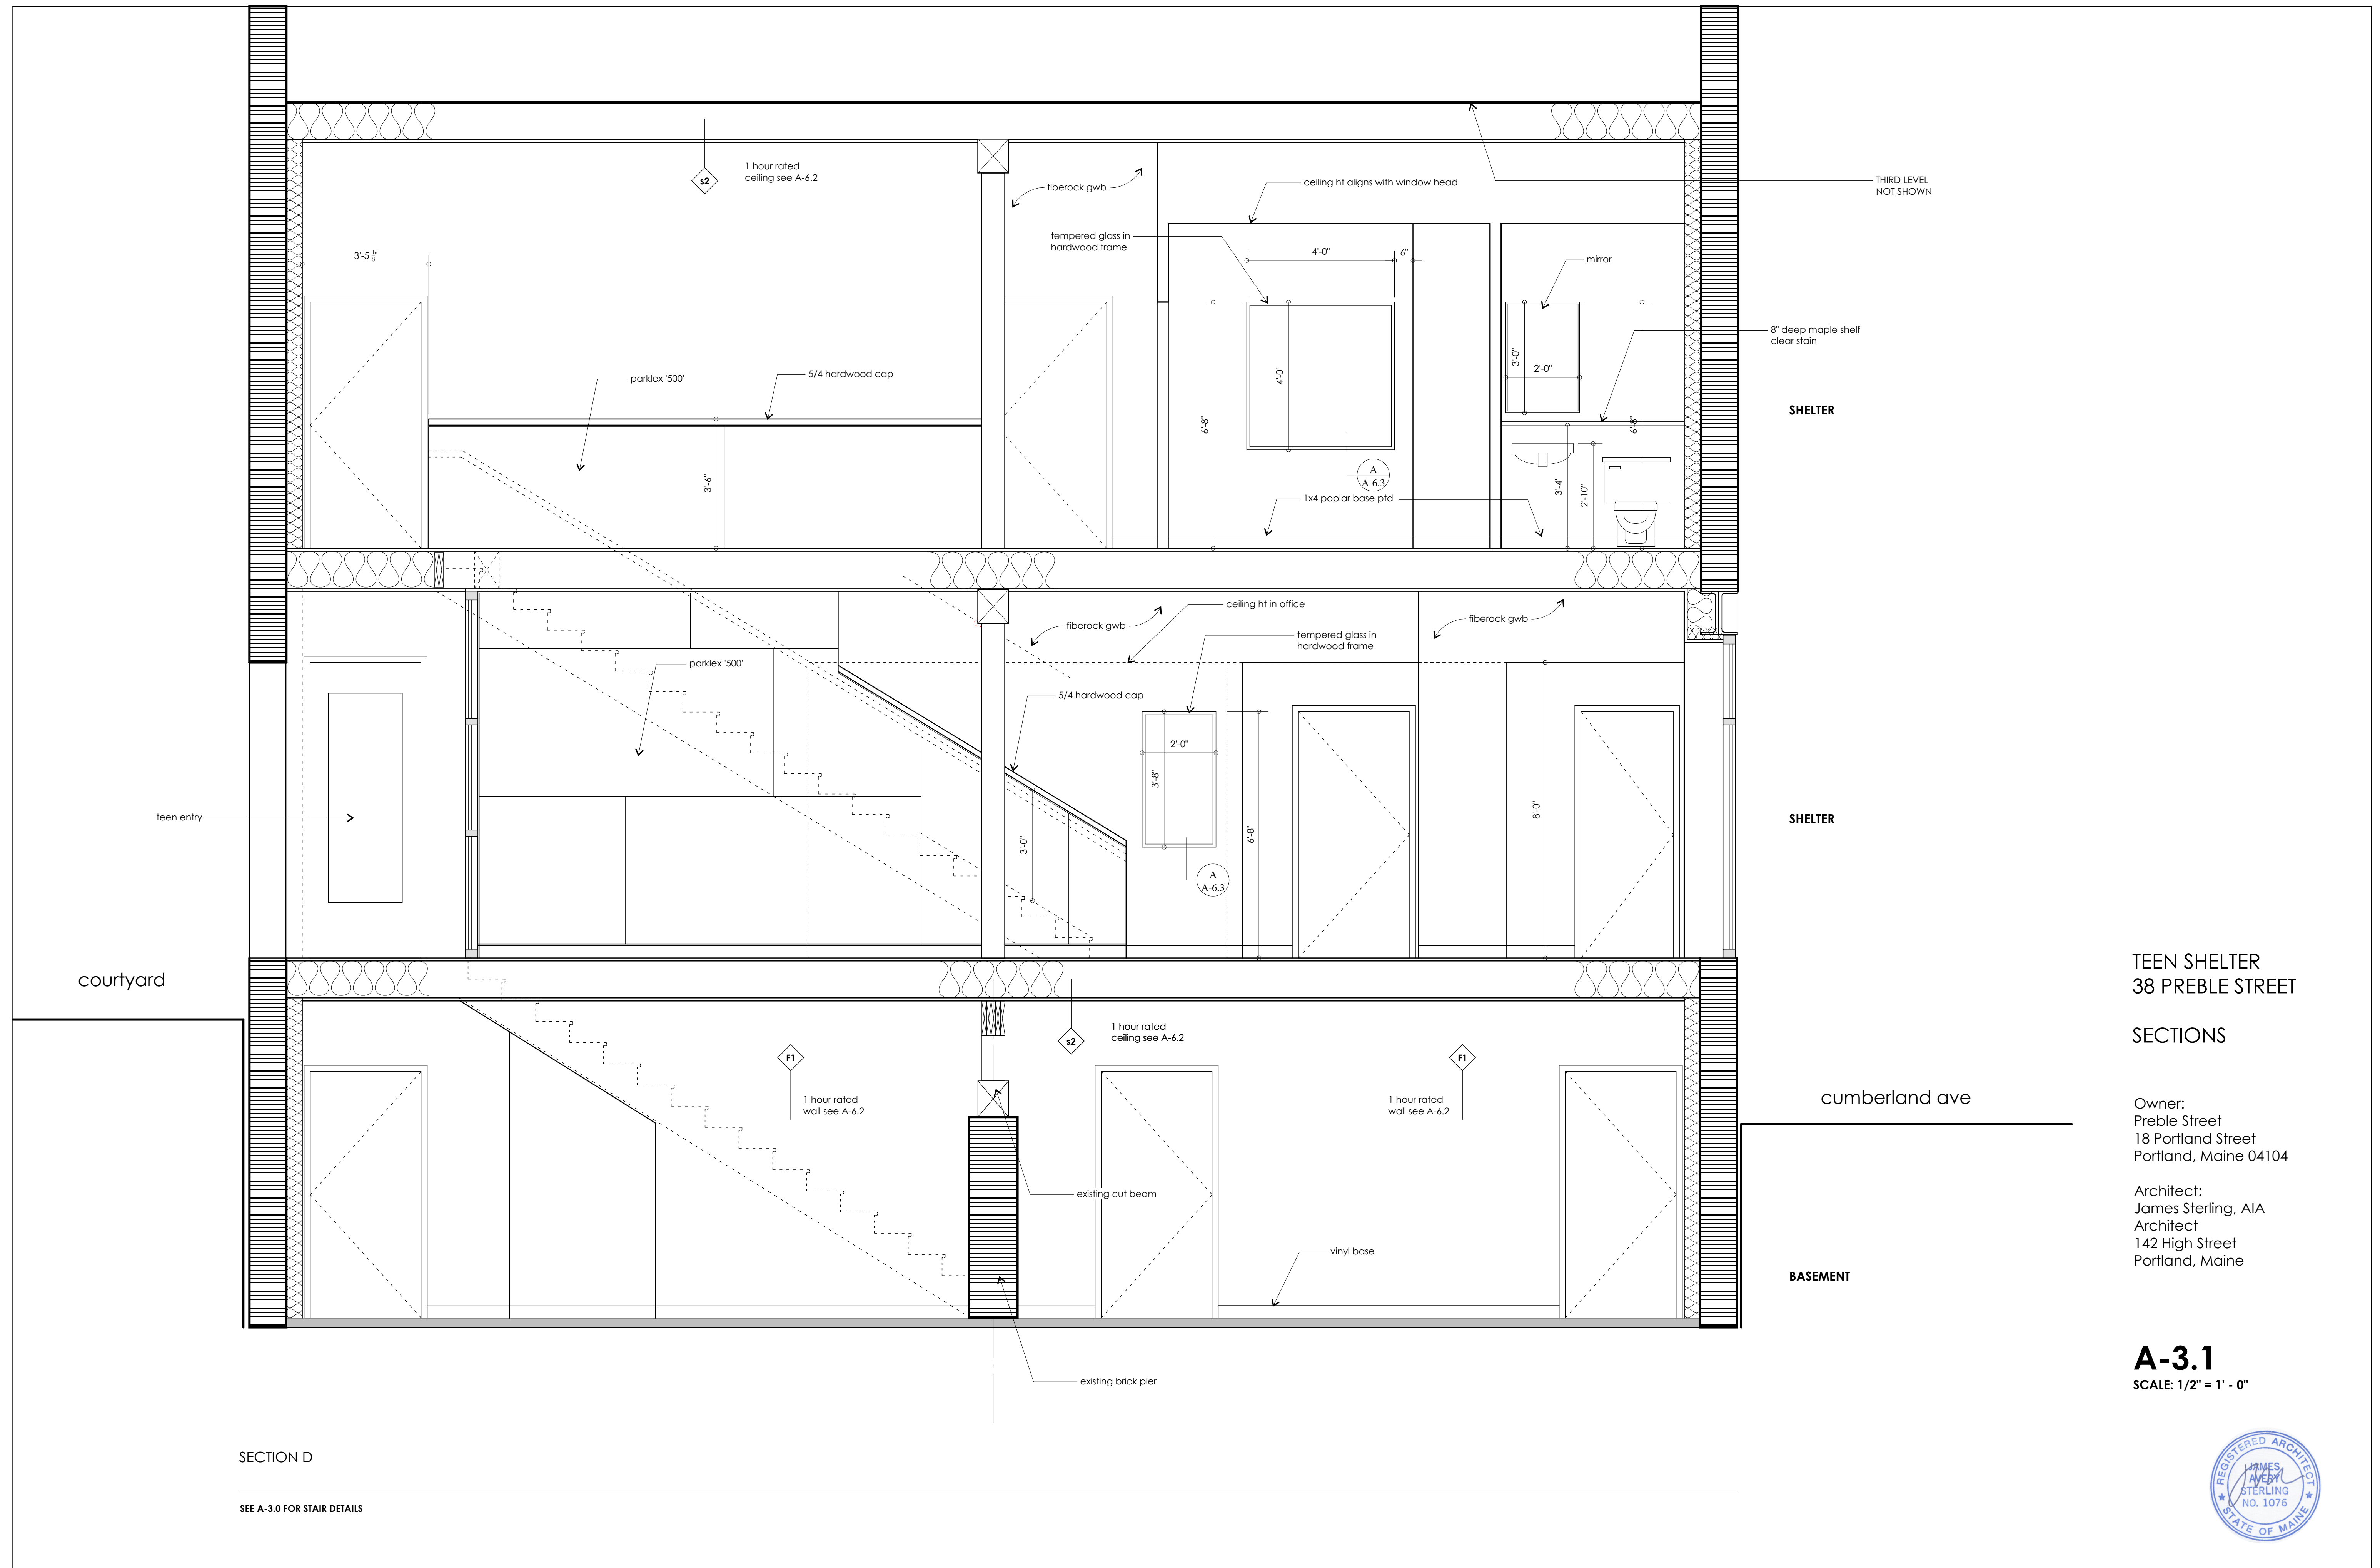 1 hour rated
ceiling see A-6.2
s2
fiberock gwb
ceiling ht aligns with window head
THIRD LEVEL
NOT SHOWN
tempered glass in
hardwood frame
3'-5 1/8"
4'-0"
6"
mirror
8" deep maple shelf
clear stain
parklex '500'
5/4 hardwood cap
4'-0"
3'-0"
2'-0"
6'-8"
6'-8"
SHELTER
3'-6"
A
A-6.3
3'-4"
2'-10"
1x4 poplar base ptd
ceiling ht in office
fiberock gwb
fiberock gwb
tempered glass in
hardwood frame
parklex '500'
5/4 hardwood cap
2'-0"
3'-8"
6'-8"
8'-0"
3'-0"
teen entry
SHELTER
A
A-6.3
courtyard
1 hour rated
ceiling see A-6.2
s2
F1
F1
1 hour rated
wall see A-6.2
1 hour rated
wall see A-6.2
cumberland ave
existing cut beam
vinyl base
BASEMENT
existing brick pier
SECTION D
SEE A-3.0 FOR STAIR DETAILS
TEEN SHELTER
38 PREBLE STREET
SECTIONS
Owner:
Preble Street
18 Portland Street
Portland, Maine 04104
Architect:
James Sterling, AIA
Architect
142 High Street
Portland, Maine
A-3.1
SCALE: 1/2" = 1' - 0"
REGISTERED ARCHITECT
JAMES
AVERY
STERLING
NO. 1076
STATE OF MAINE